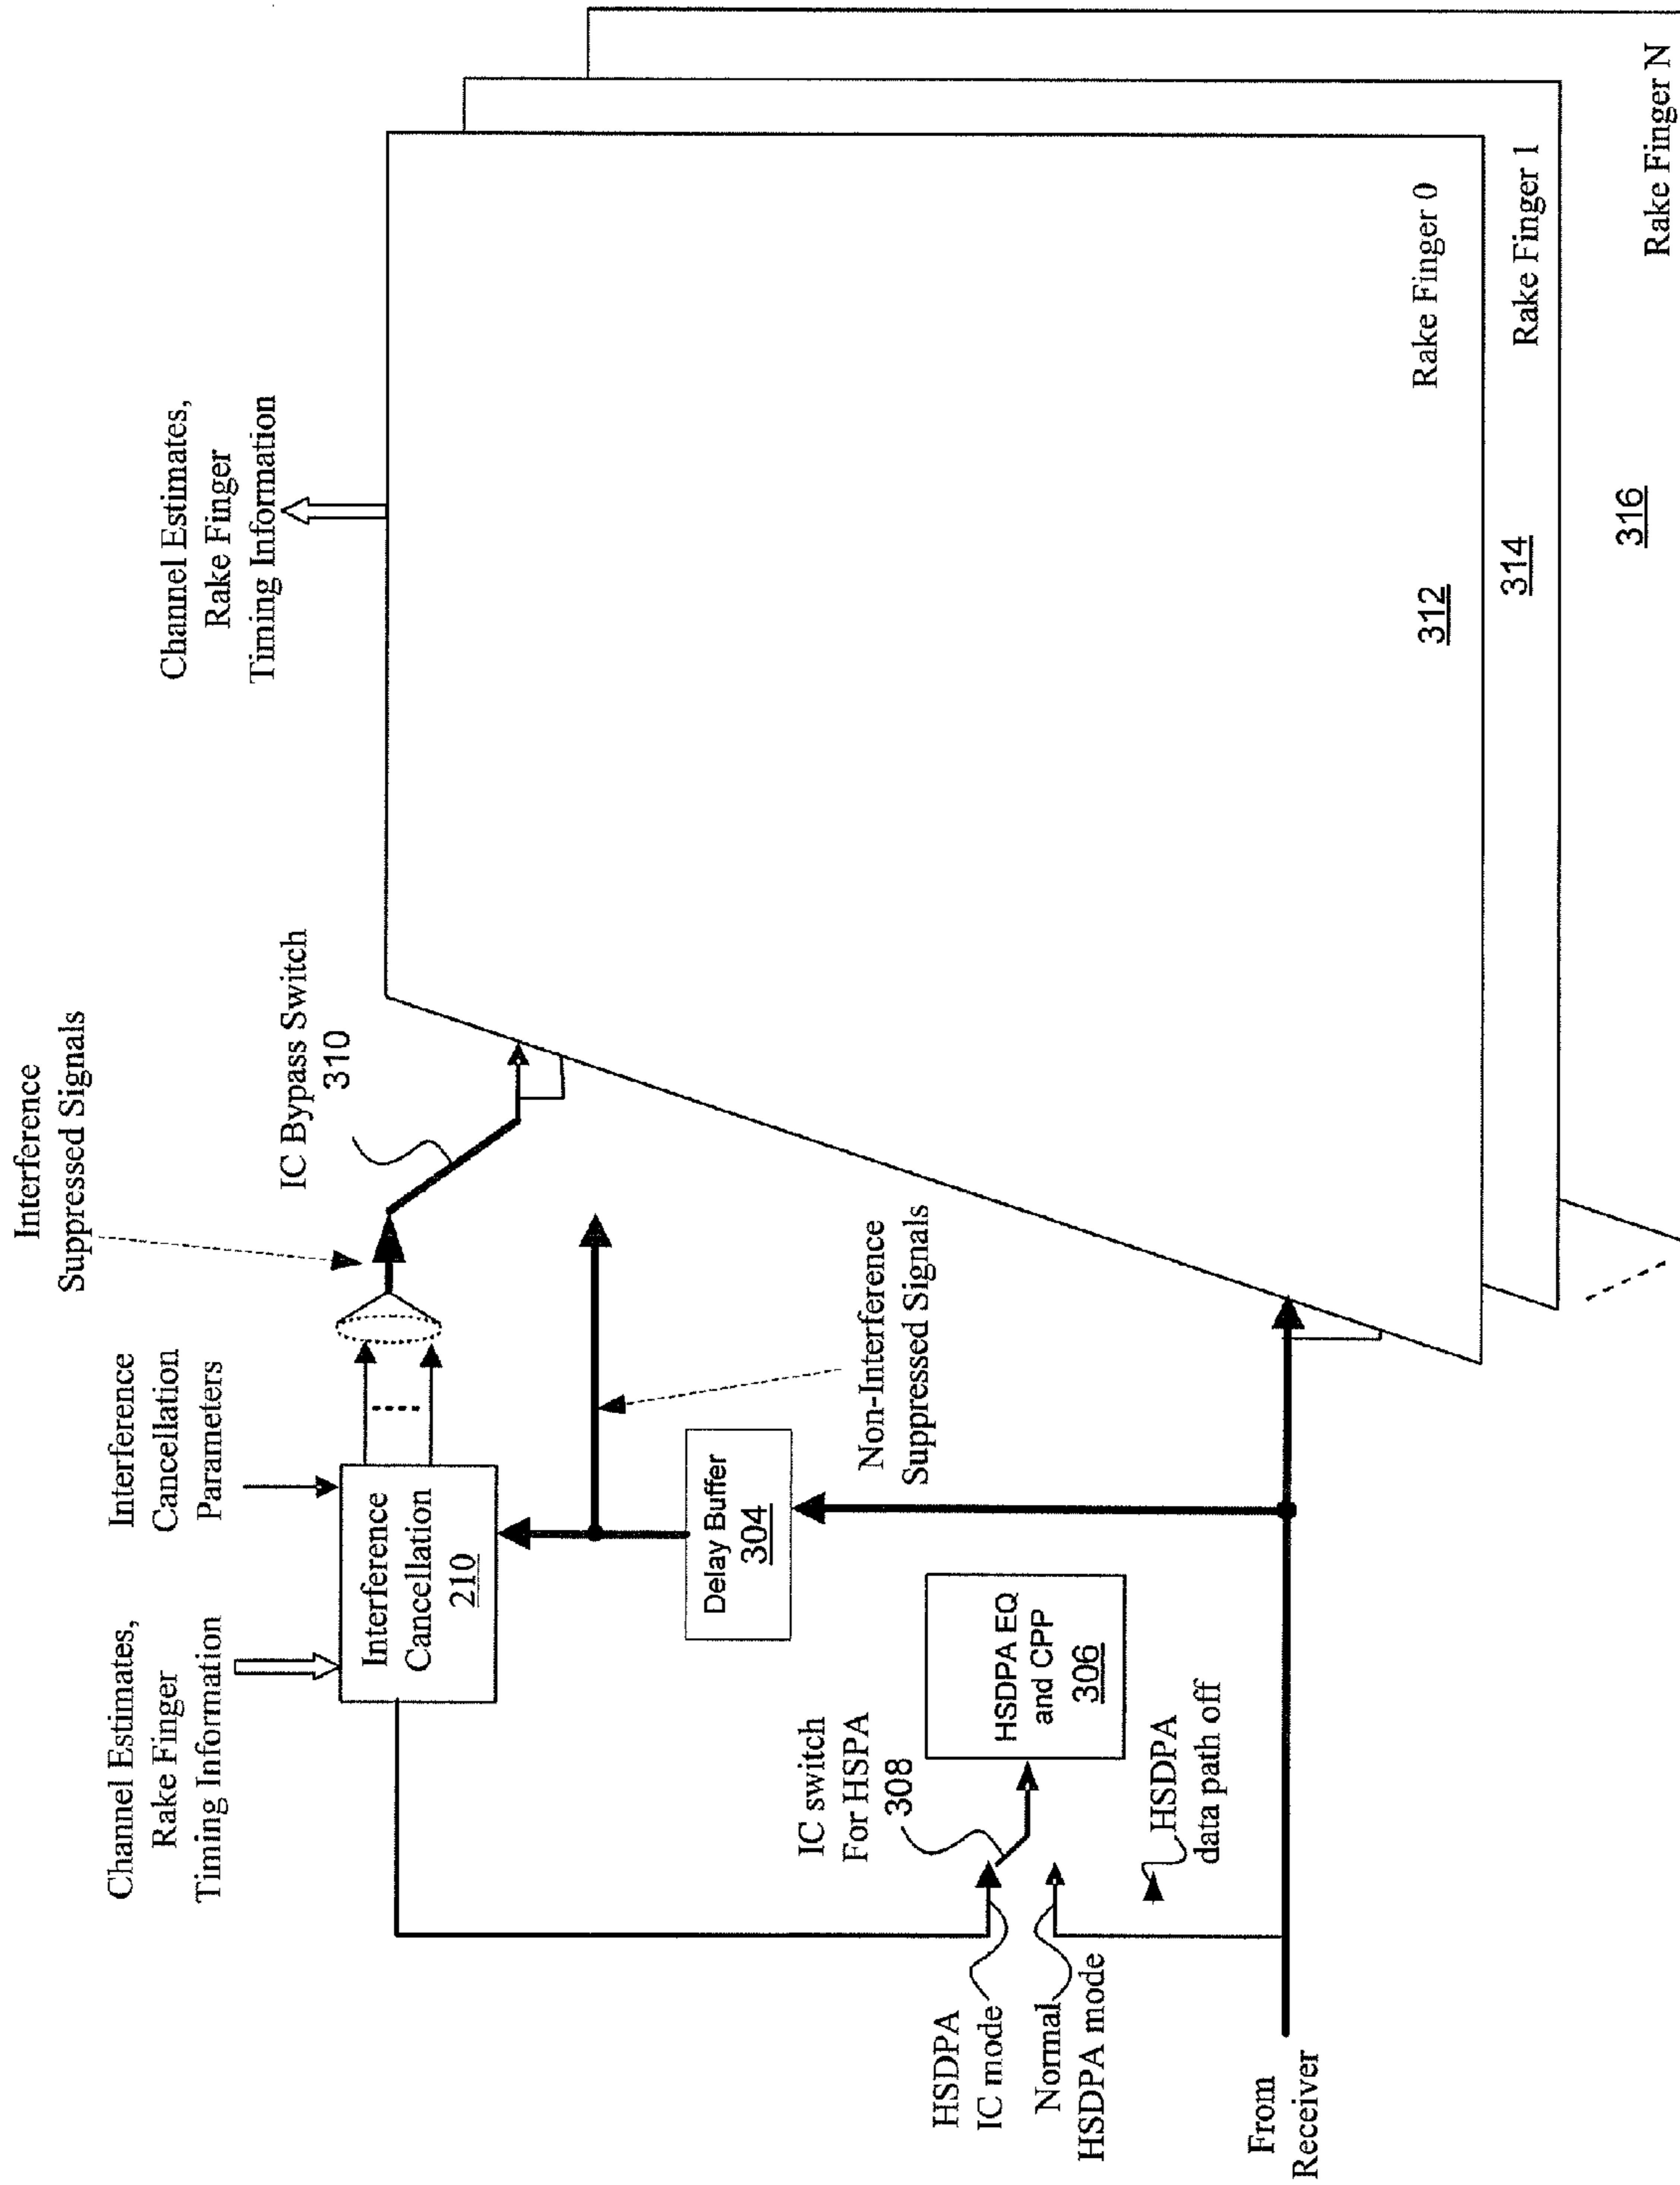 Channel Estimates,
Rake Finger
Timing Information
Interference
Cancellation
Parameters
Interference
Suppressed Signals
IC Bypass Switch
310
Channel Estimates,
Rake Finger
Timing Information
Interference
Cancellation
210
Delay Buffer
304
Non-Interference
Suppressed Signals
IC switch
For HSPA
308
HSDPA EQ
and CPP
306
HSDPA
IC mode
Normal
HSDPA mode
HSDPA
data path off
From
Receiver
Rake Finger 0
312
Rake Finger 1
314
Rake Finger N
316